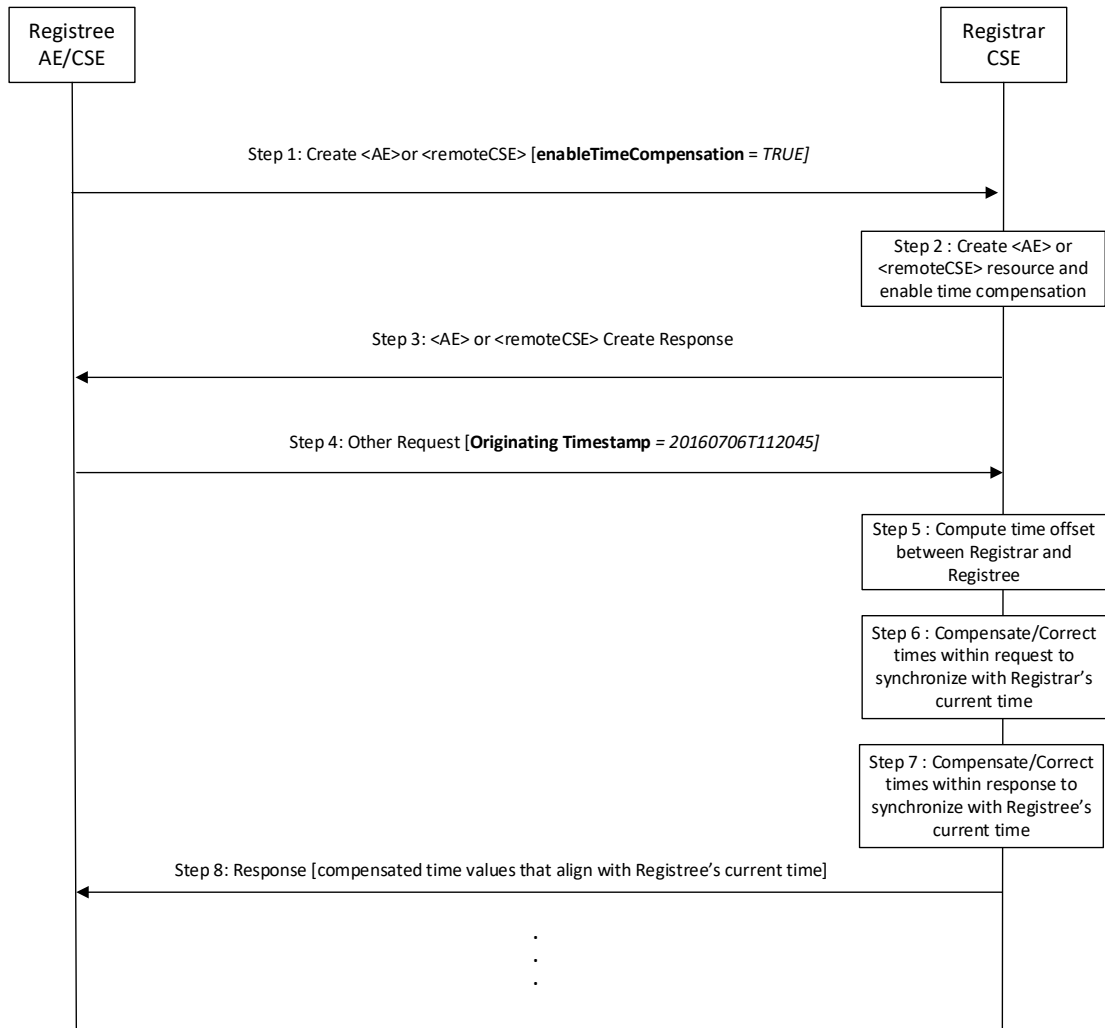 Registree
AE/CSE
Registrar
CSE
Step 1: Create <AE>or <remoteCSE> [enableTimeCompensation = TRUE]
Step 2 : Create <AE> or
<remoteCSE> resource and
enable time compensation
Step 3: <AE> or <remoteCSE> Create Response
Step 4: Other Request [Originating Timestamp = 20160706T112045]
Step 5 : Compute time offset
between Registrar and
Registree
Step 6 : Compensate/Correct
times within request to
synchronize with Registrar’s
current time
Step 7 : Compensate/Correct
times within response to
synchronize with Registree’s
current time
Step 8: Response [compensated time values that align with Registree’s current time]
.
.
.